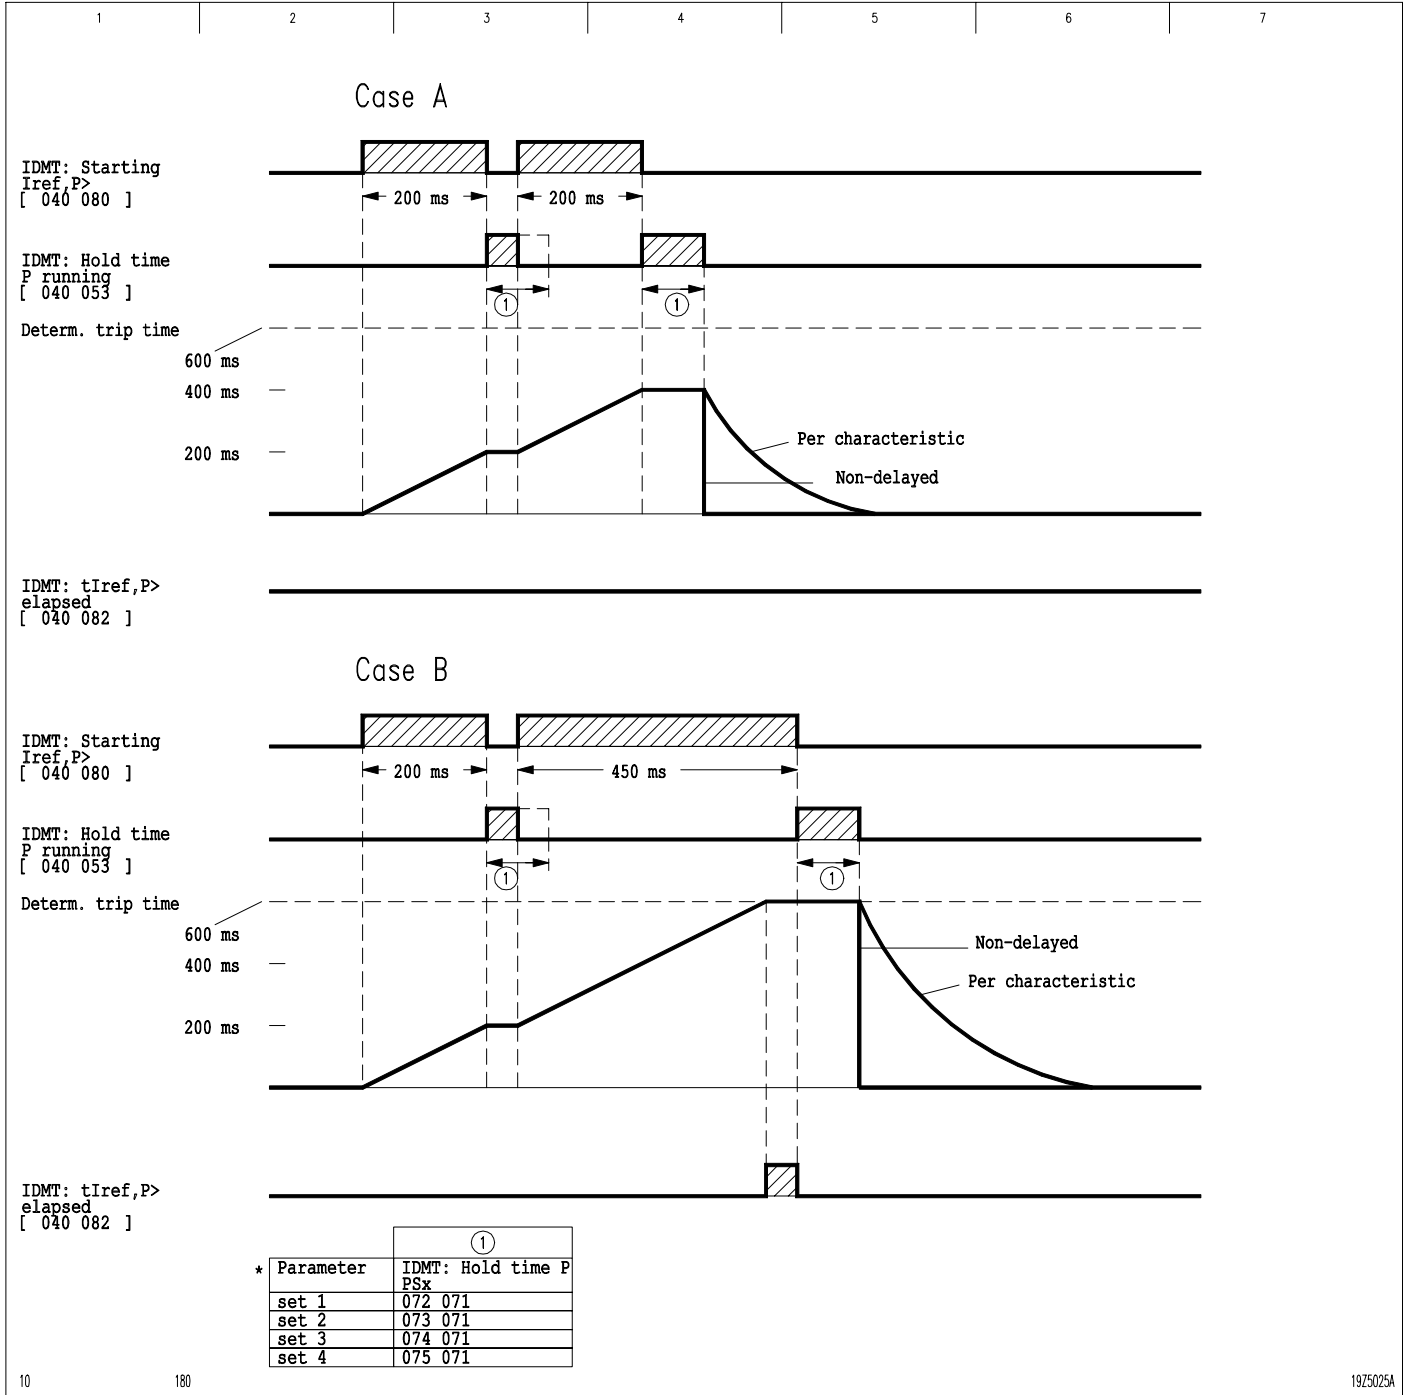 1 2 3 4 5 6 7
Case A
IDMT: Starting
Iref,P>
[ 040 080 ]
200 ms 200 ms
IDMT: Hold time
P running
[ 040 053 ]
1 1
Determ. trip time
600 ms
400 ms
200 ms
Per characteristic
Non-delayed
IDMT: tIref,P>
elapsed
[ 040 082 ]
Case B
IDMT: Starting
Iref,P>
[ 040 080 ]
200 ms 450 ms
IDMT: Hold time
P running
[ 040 053 ]
1 1
Determ. trip time
600 ms
400 ms
200 ms
Non-delayed
Per characteristic
IDMT: tIref,P>
elapsed
[ 040 082 ]
1
* Parameter IDMT: Hold time P
PSx
set 1 072 071
set 2 073 071
set 3 074 071
set 4 075 071
10 180 19Z5025A